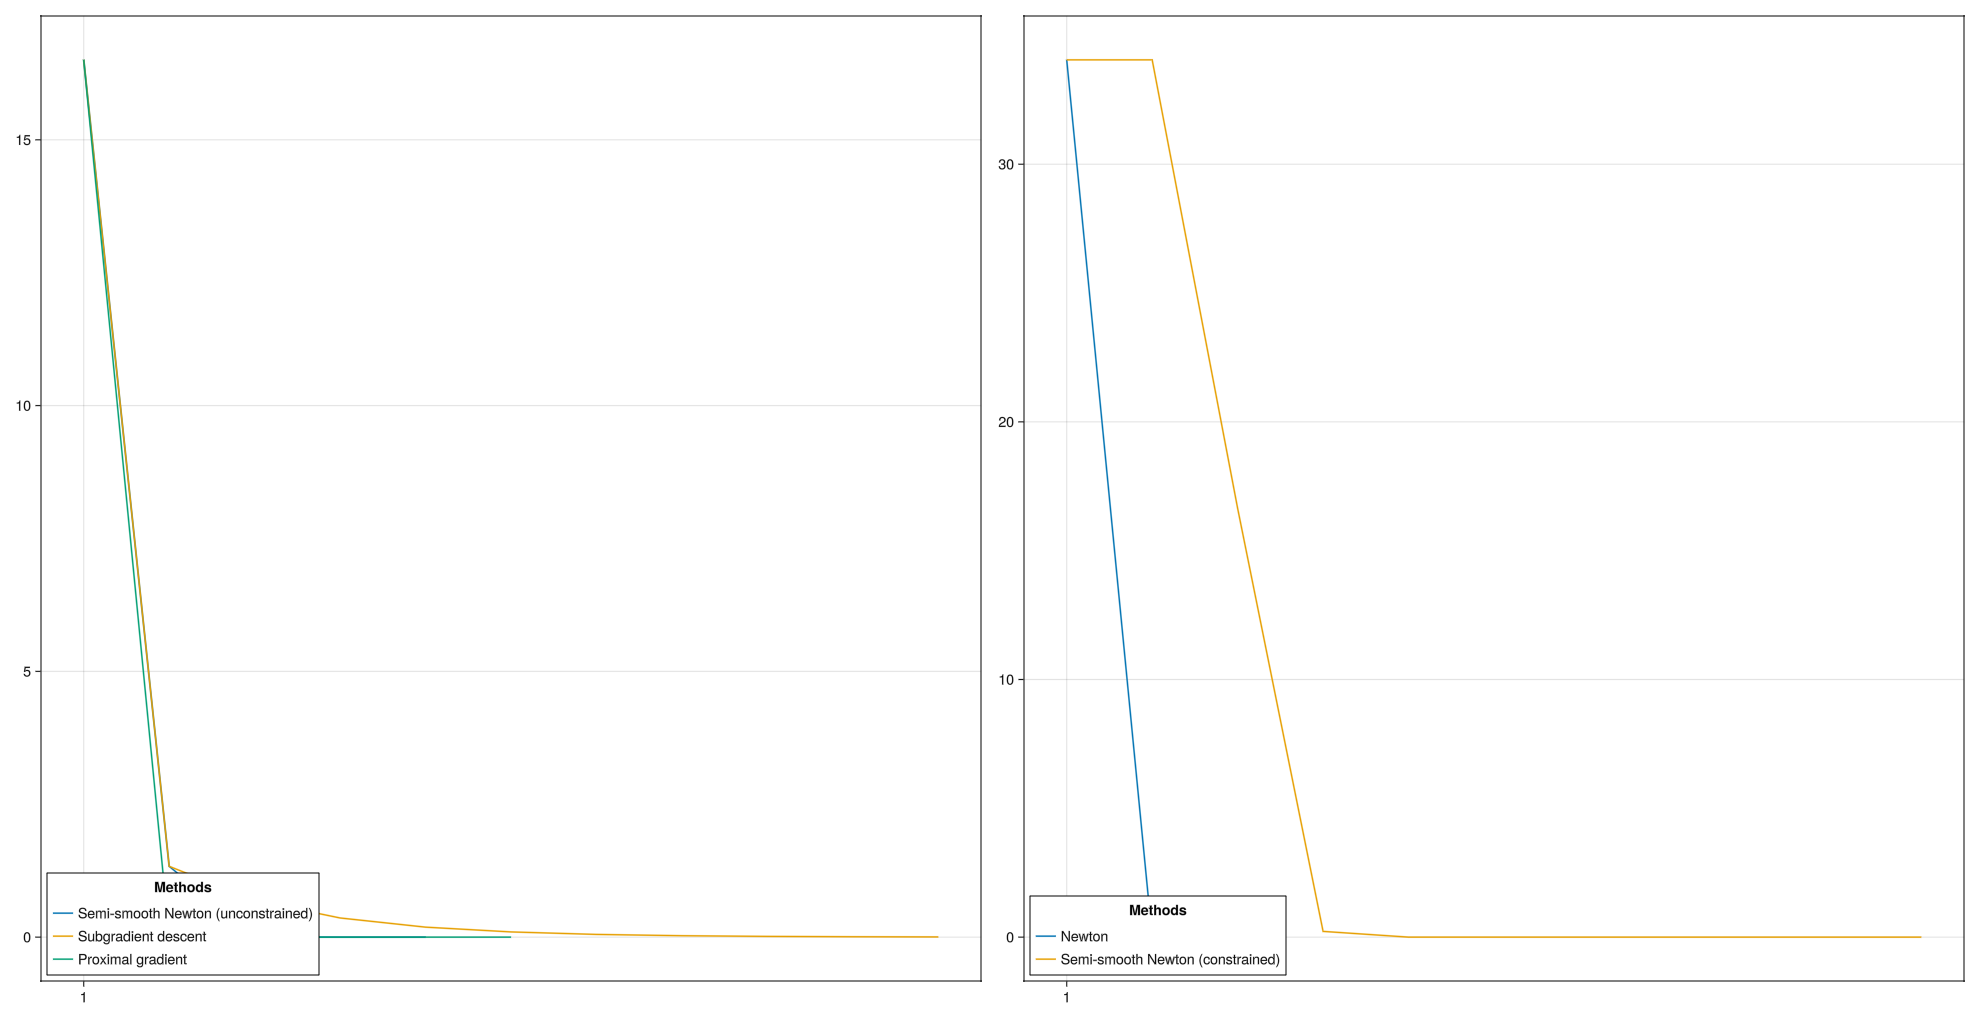 15
10
5
0
1
Methods
Semi-smooth Newton (unconstrained)
Subgradient descent
Proximal gradient
30
20
10
0
1
Methods
Newton
Semi-smooth Newton (constrained)